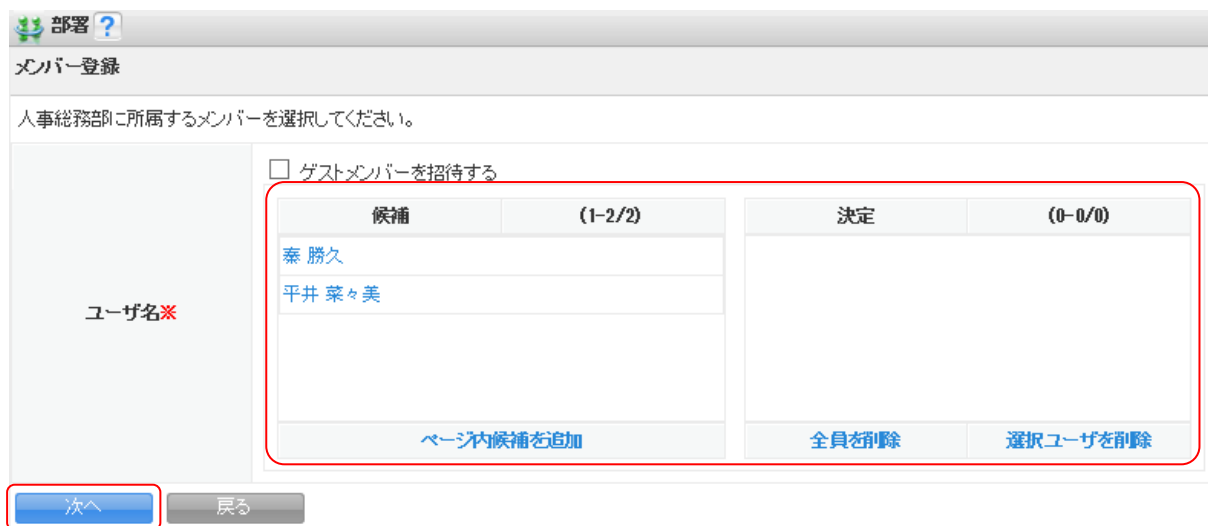 部署 ?
メンバー登録
人事総務部に所属するメンバーを選択してください。
ゲストメンバーを招待する
候補 (1-2/2) 決定 (0-0/0)
秦 勝久
平井 菜々美
ユーザ名※
ページ内候補を追加 全員を削除 選択ユーザを削除
次へ 戻る